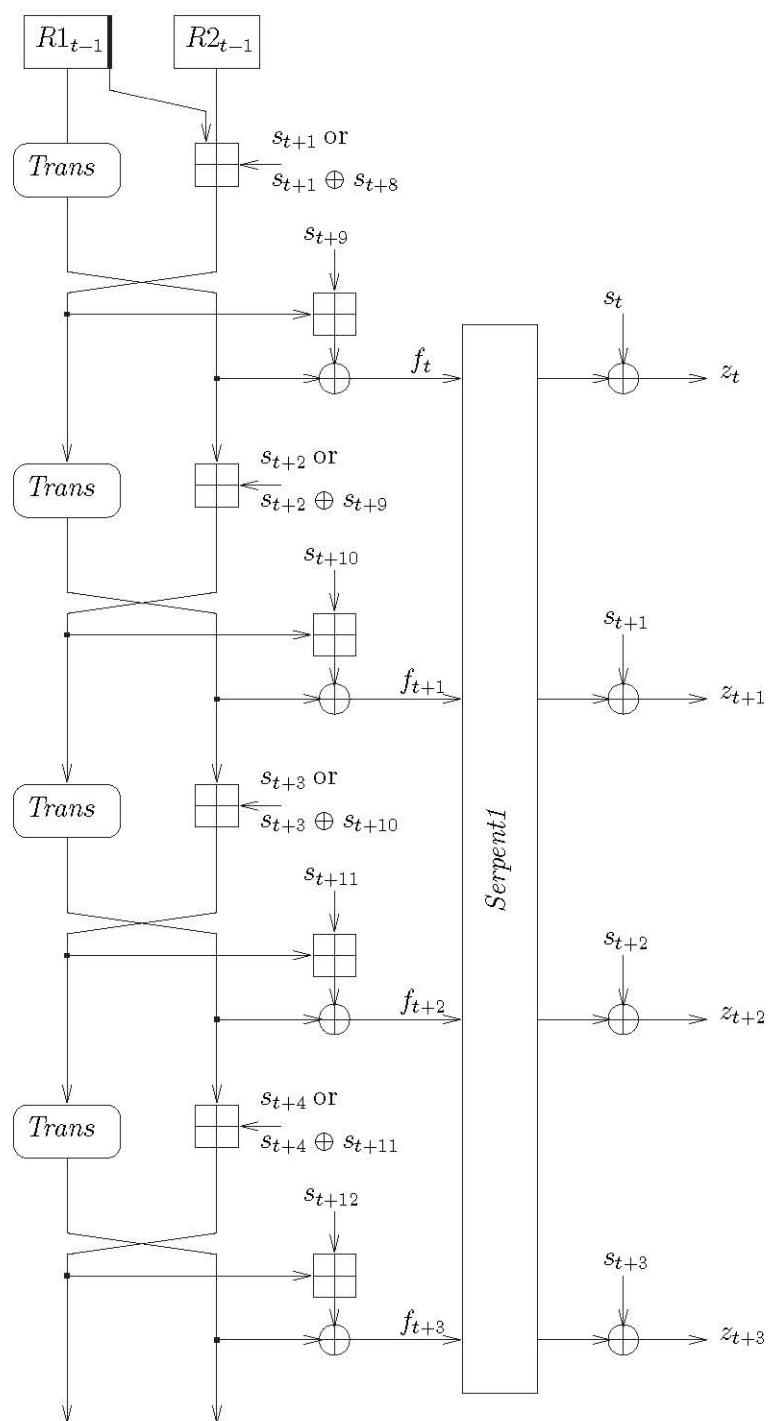 R1_{t−1} R2_{t−1}
s_{t+1} or
Trans
s_{t+1} ⊕ s_{t+8}
s_{t+9}
s_t
f_t
z_t
s_{t+2} or
Trans
s_{t+2} ⊕ s_{t+9}
s_{t+10}
s_{t+1}
f_{t+1}
z_{t+1}
s_{t+3} or
Trans
s_{t+3} ⊕ s_{t+10}
Serpent1
s_{t+11}
s_{t+2}
f_{t+2}
z_{t+2}
s_{t+4} or
Trans
s_{t+4} ⊕ s_{t+11}
s_{t+12}
s_{t+3}
f_{t+3}
z_{t+3}